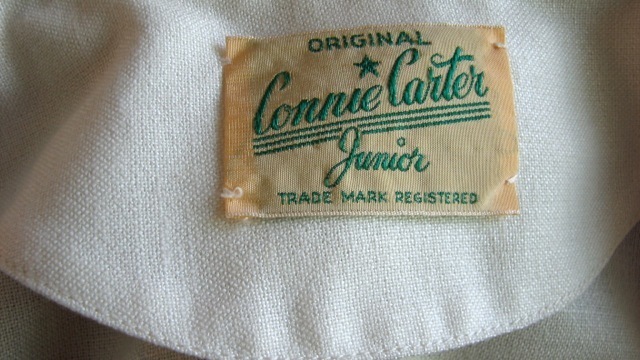 ORIGINAL
Connie Carter
Junior
TRADE MARK REGISTERED